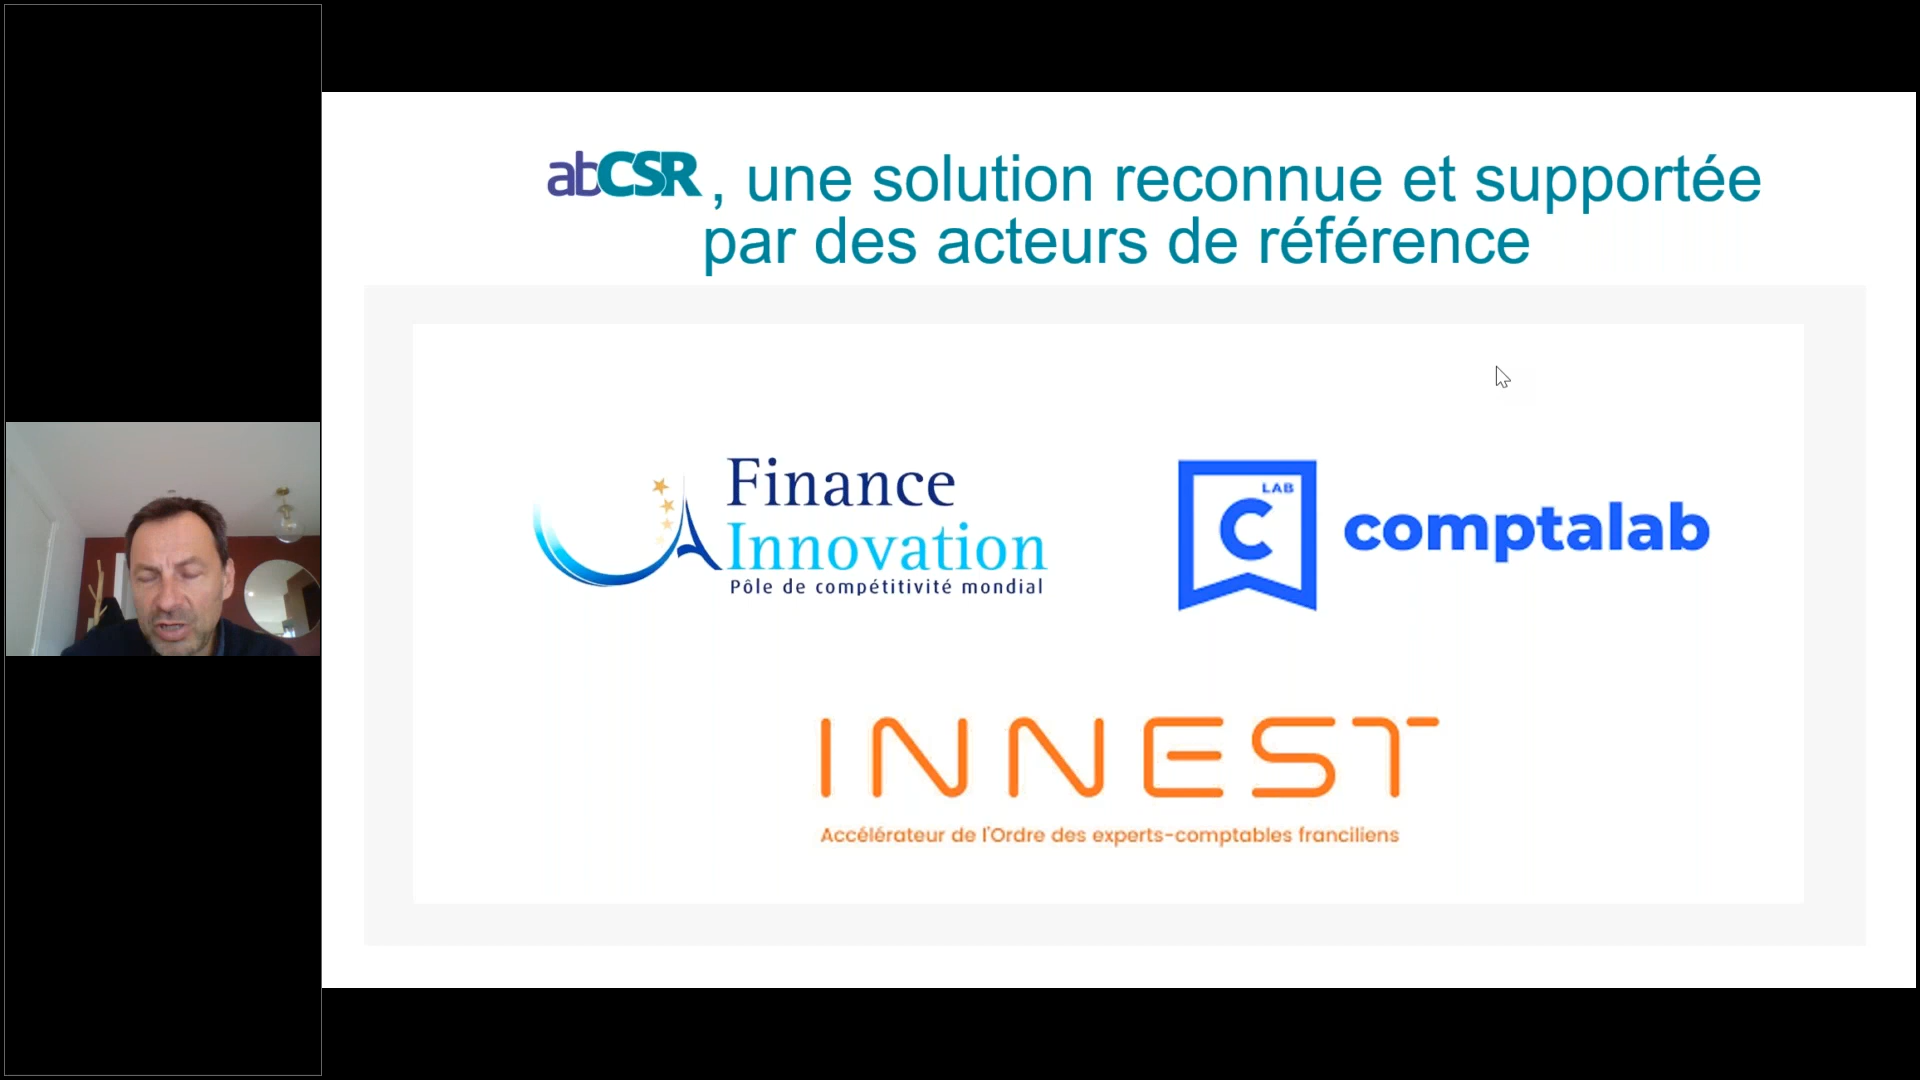 abCSR, une solution reconnue et supportée
par des acteurs de référence
Finance
Innovation
Pôle de compétitivité mondial
LAB
C
comptalab
INNEST
Accélérateur de l'Ordre des experts-comptables franciliens